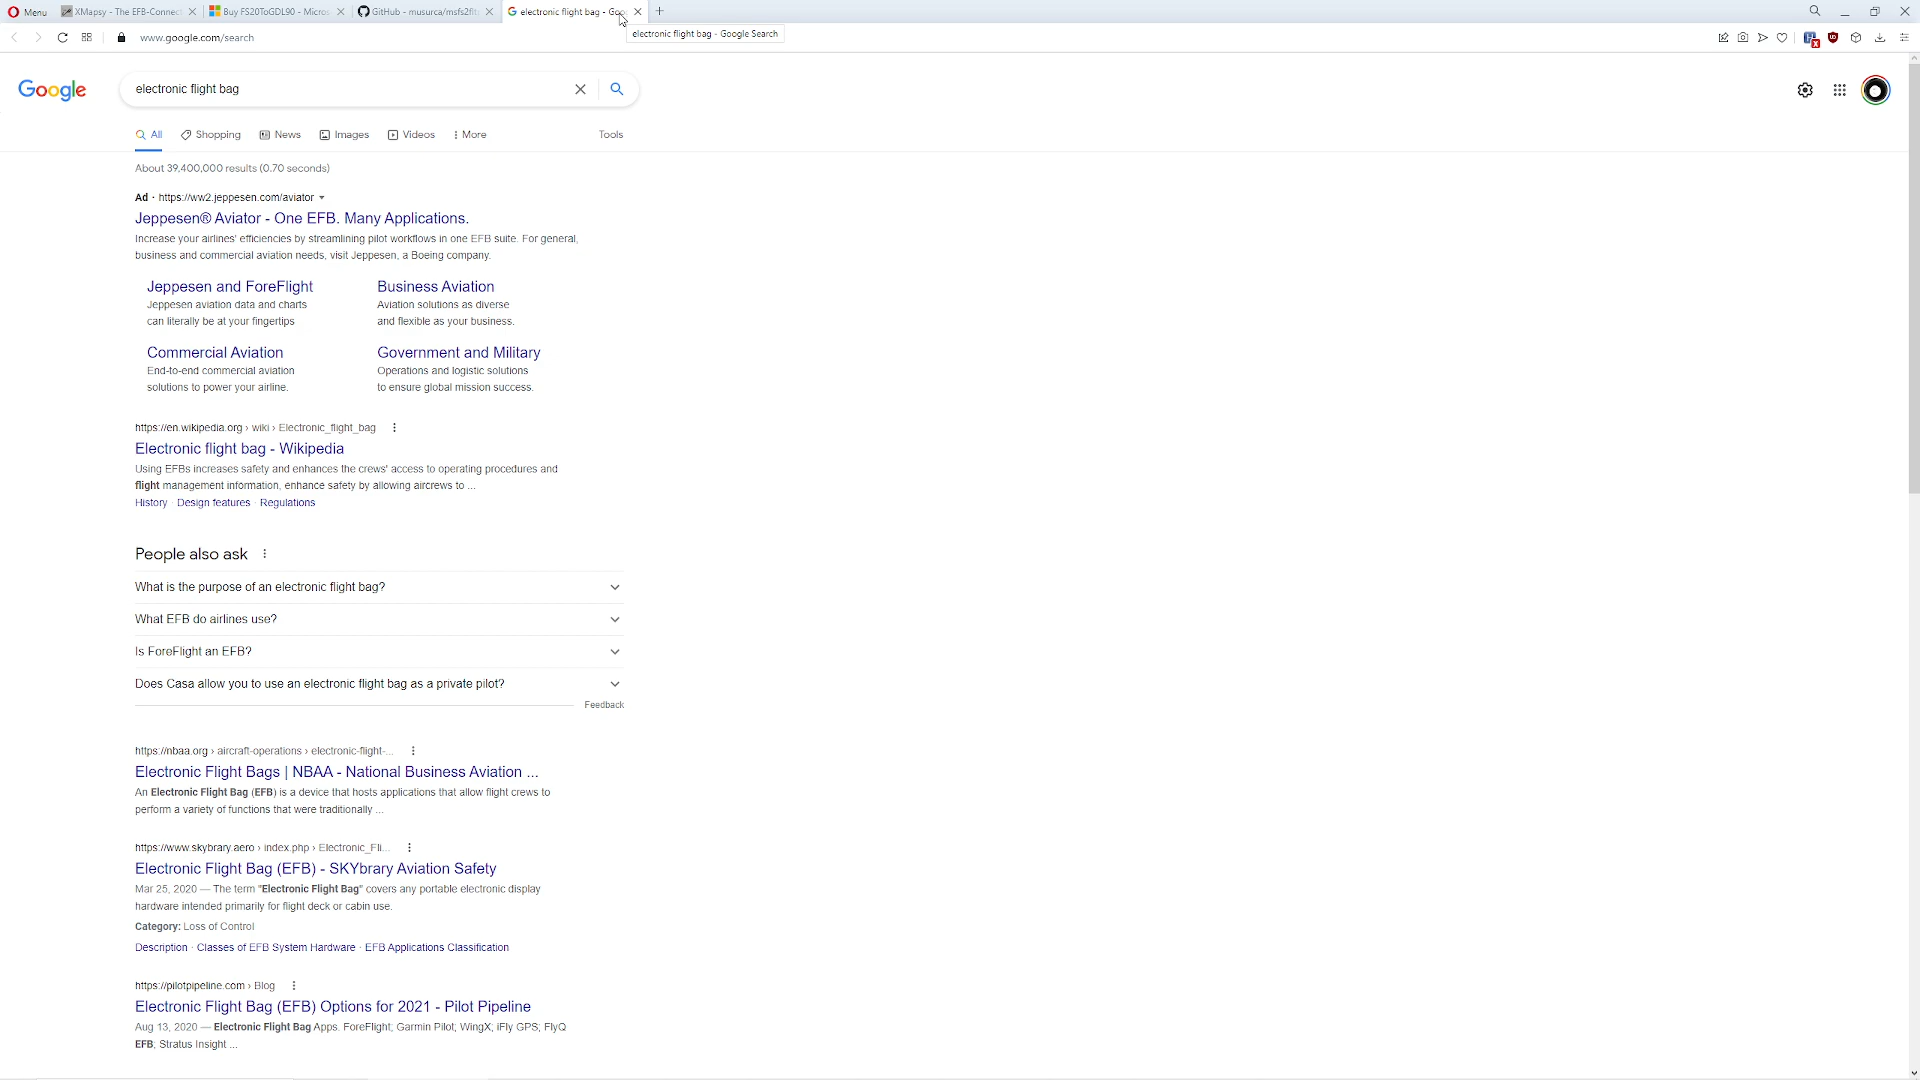 Menu XMapsy - The EFB-Connect Buy FS20ToGDL90 - Micros GitHub - musurca/msfs2flt electronic flight bag - Goo
electronic flight bag - Google Search
www.google.com/search
Google
electronic flight bag
All Shopping News Images Videos More Tools
About 39,400,000 results (0.70 seconds)
Ad · https://ww2.jeppesen.com/aviator
Jeppesen® Aviator - One EFB. Many Applications.
Increase your airlines' efficiencies by streamlining pilot workflows in one EFB suite. For general,
business and commercial aviation needs, visit Jeppesen, a Boeing company.
Jeppesen and ForeFlight
Jeppesen aviation data and charts
can literally be at your fingertips
Business Aviation
Aviation solutions as diverse
and flexible as your business.
Commercial Aviation
End-to-end commercial aviation
solutions to power your airline.
Government and Military
Operations and logistic solutions
to ensure global mission success.
https://en.wikipedia.org › wiki › Electronic_flight_bag
Electronic flight bag - Wikipedia
Using EFBs increases safety and enhances the crews' access to operating procedures and
flight management information, enhance safety by allowing aircrews to ...
History · Design features · Regulations
People also ask
What is the purpose of an electronic flight bag?
What EFB do airlines use?
Is ForeFlight an EFB?
Does Casa allow you to use an electronic flight bag as a private pilot?
Feedback
https://nbaa.org › aircraft-operations › electronic-flight-...
Electronic Flight Bags | NBAA - National Business Aviation ...
An Electronic Flight Bag (EFB) is a device that hosts applications that allow flight crews to
perform a variety of functions that were traditionally ...
https://www.skybrary.aero › index.php › Electronic_Fli...
Electronic Flight Bag (EFB) - SKYbrary Aviation Safety
Mar 25, 2020 — The term "Electronic Flight Bag" covers any portable electronic display
hardware intended primarily for flight deck or cabin use.
Category: Loss of Control
Description · Classes of EFB System Hardware · EFB Applications Classification
https://pilotpipeline.com › Blog
Electronic Flight Bag (EFB) Options for 2021 - Pilot Pipeline
Aug 13, 2020 — Electronic Flight Bag Apps. ForeFlight; Garmin Pilot; WingX; iFly GPS; FlyQ
EFB; Stratus Insight ...